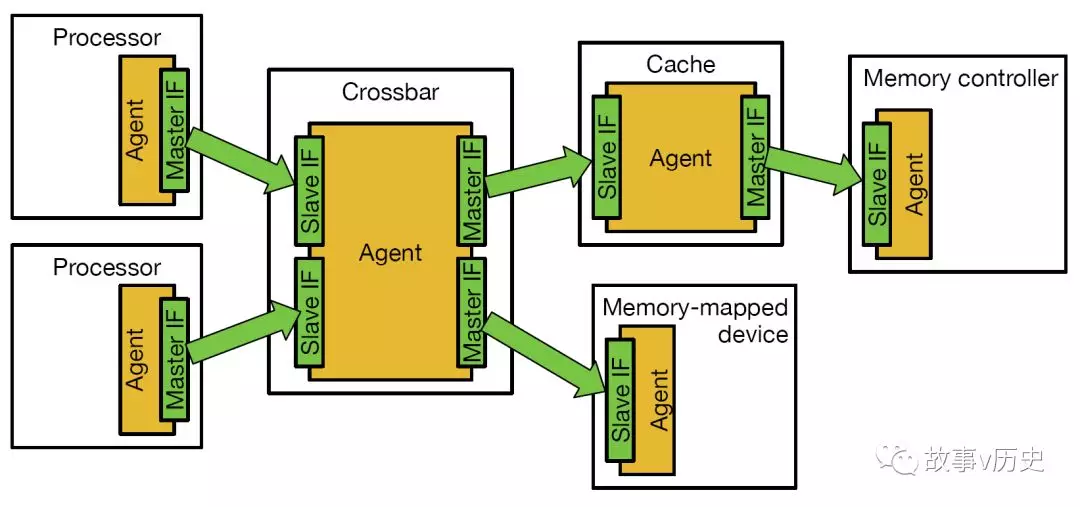 Processor
Agent
Master IF
Processor
Agent
Master IF
Crossbar
Slave IF
Slave IF
Agent
Master IF
Master IF
Cache
Slave IF
Agent
Master IF
Memory controller
Slave IF
Agent
Memory-mapped
device
Slave IF
Agent
故事v历史